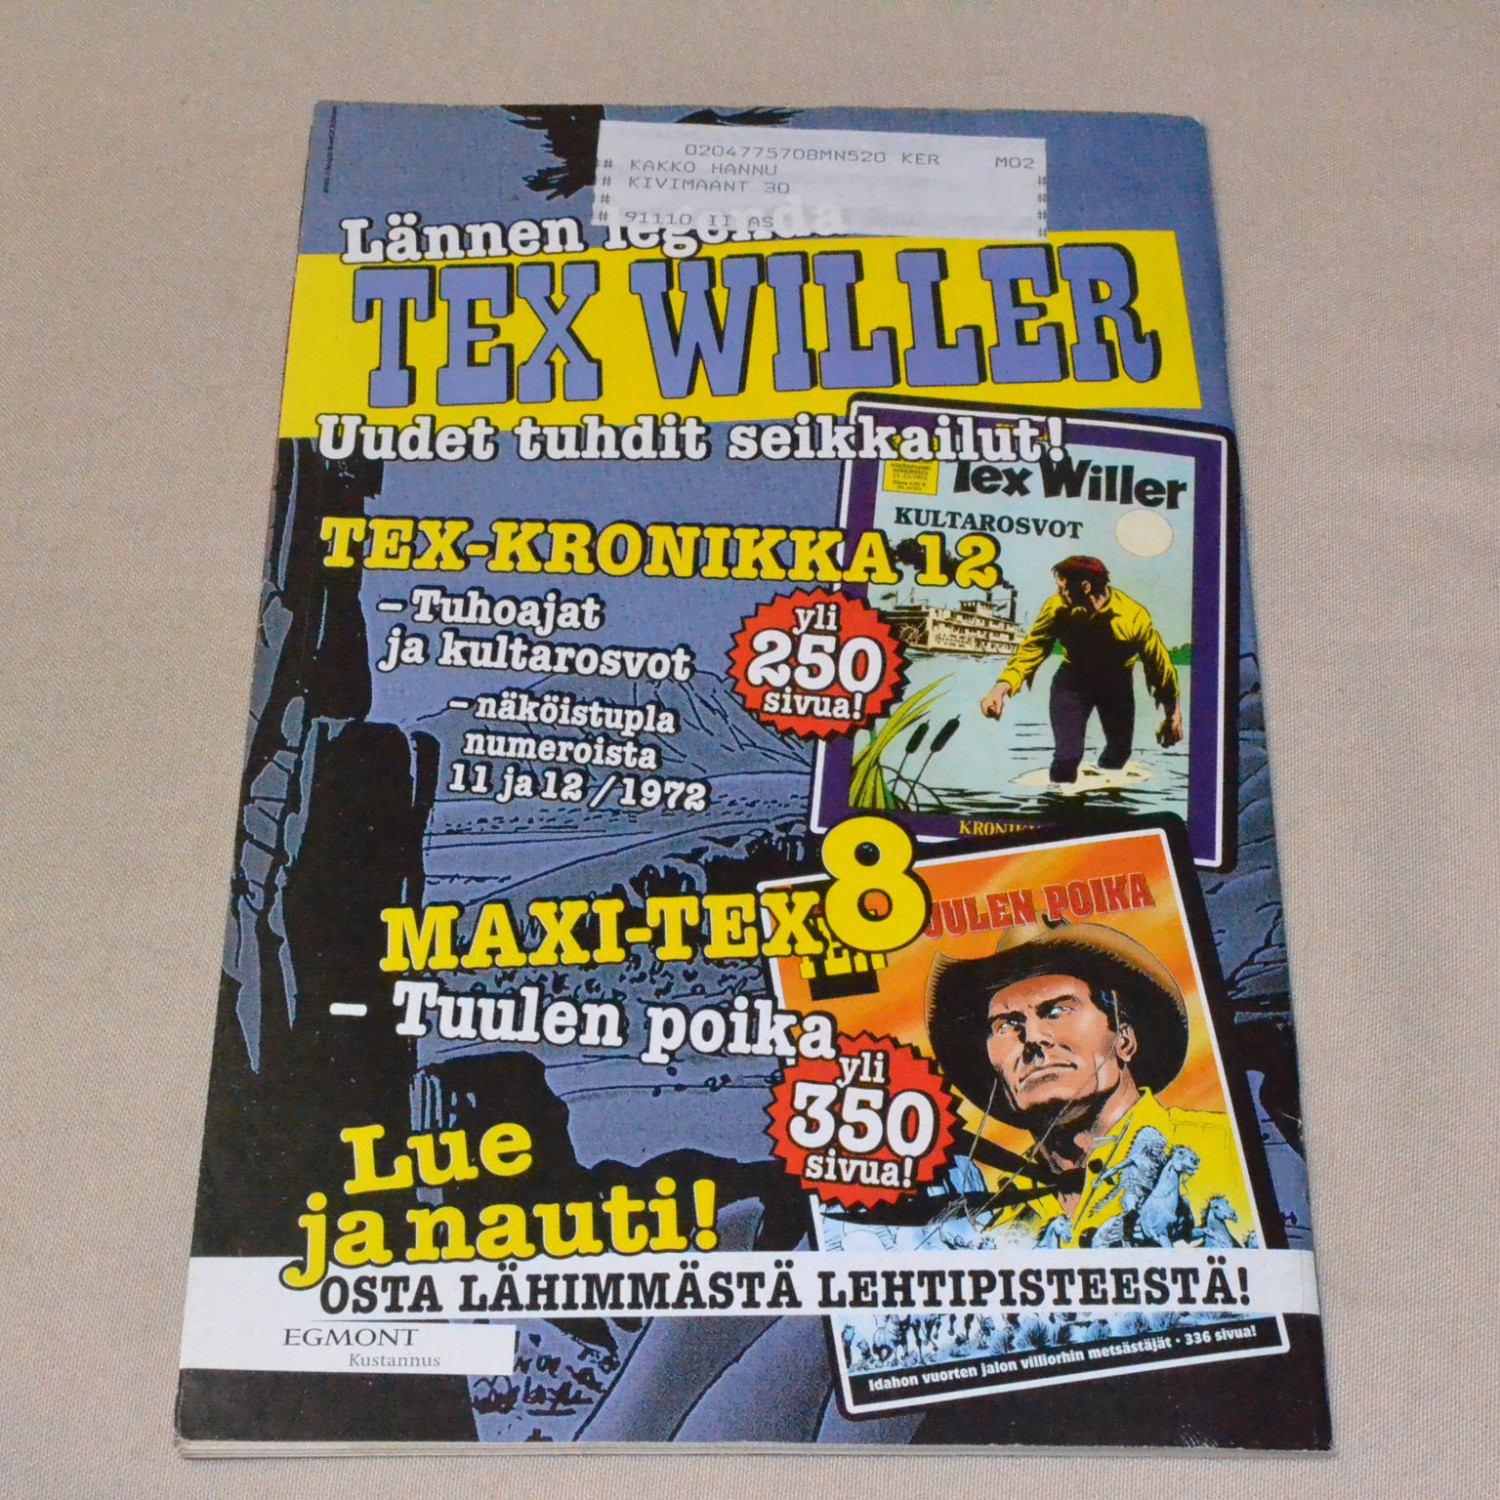 0204775708MN520 KER M02
# KAKKO HANNU
# KIVIMAANT 30 #
# #
# 91110 II AS #
Lännen legenda
TEX WILLER
Uudet tuhdit seikkailut!
Tex Willer
KULTAROSVOT
TEX-KRONIKKA 12
– Tuhoajat
ja kultarosvot
yli
250
sivua!
– näköistupla
numeroista
11 ja 12 / 1972
MAXI-TEX 8
TUULEN POIKA
– Tuulen poika
yli
350
sivua!
Lue
ja nauti!
OSTA LÄHIMMÄSTÄ LEHTIPISTEESTÄ!
EGMONT
Kustannus
Idahon vuorten jalon villiorhin metsästäjät • 336 sivua!